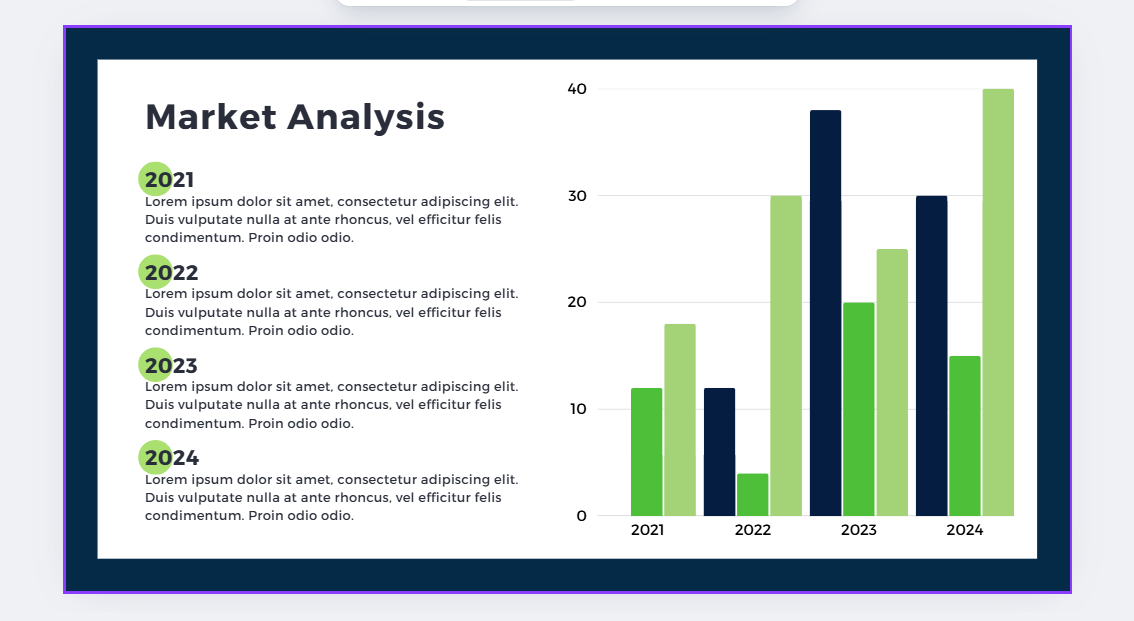 Market Analysis
2021
Lorem ipsum dolor sit amet, consectetur adipiscing elit.
Duis vulputate nulla at ante rhoncus, vel efficitur felis
condimentum. Proin odio odio.
2022
Lorem ipsum dolor sit amet, consectetur adipiscing elit.
Duis vulputate nulla at ante rhoncus, vel efficitur felis
condimentum. Proin odio odio.
2023
Lorem ipsum dolor sit amet, consectetur adipiscing elit.
Duis vulputate nulla at ante rhoncus, vel efficitur felis
condimentum. Proin odio odio.
2024
Lorem ipsum dolor sit amet, consectetur adipiscing elit.
Duis vulputate nulla at ante rhoncus, vel efficitur felis
condimentum. Proin odio odio.
40
30
20
10
0
2021 2022 2023 2024